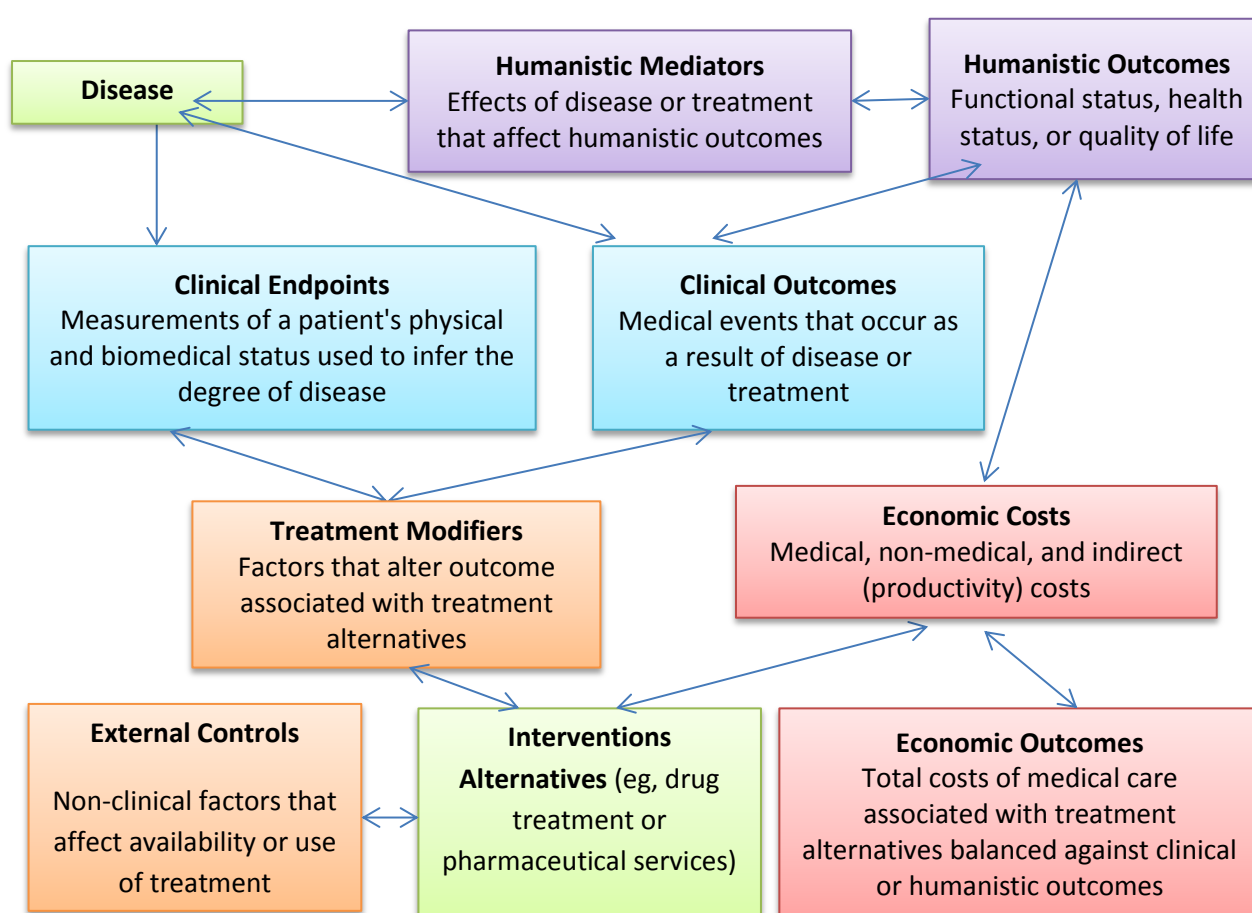 Disease
Humanistic Mediators
Effects of disease or treatment
that affect humanistic outcomes
Humanistic Outcomes
Functional status, health
status, or quality of life
Clinical Endpoints
Measurements of a patient's physical
and biomedical status used to infer the
degree of disease
Clinical Outcomes
Medical events that occur as
a result of disease or
treatment
Treatment Modifiers
Factors that alter outcome
associated with treatment
alternatives
Economic Costs
Medical, non-medical, and indirect
(productivity) costs
External Controls
Non-clinical factors that
affect availability or use
of treatment
Interventions
Alternatives (eg, drug
treatment or
pharmaceutical services)
Economic Outcomes
Total costs of medical care
associated with treatment
alternatives balanced against clinical
or humanistic outcomes